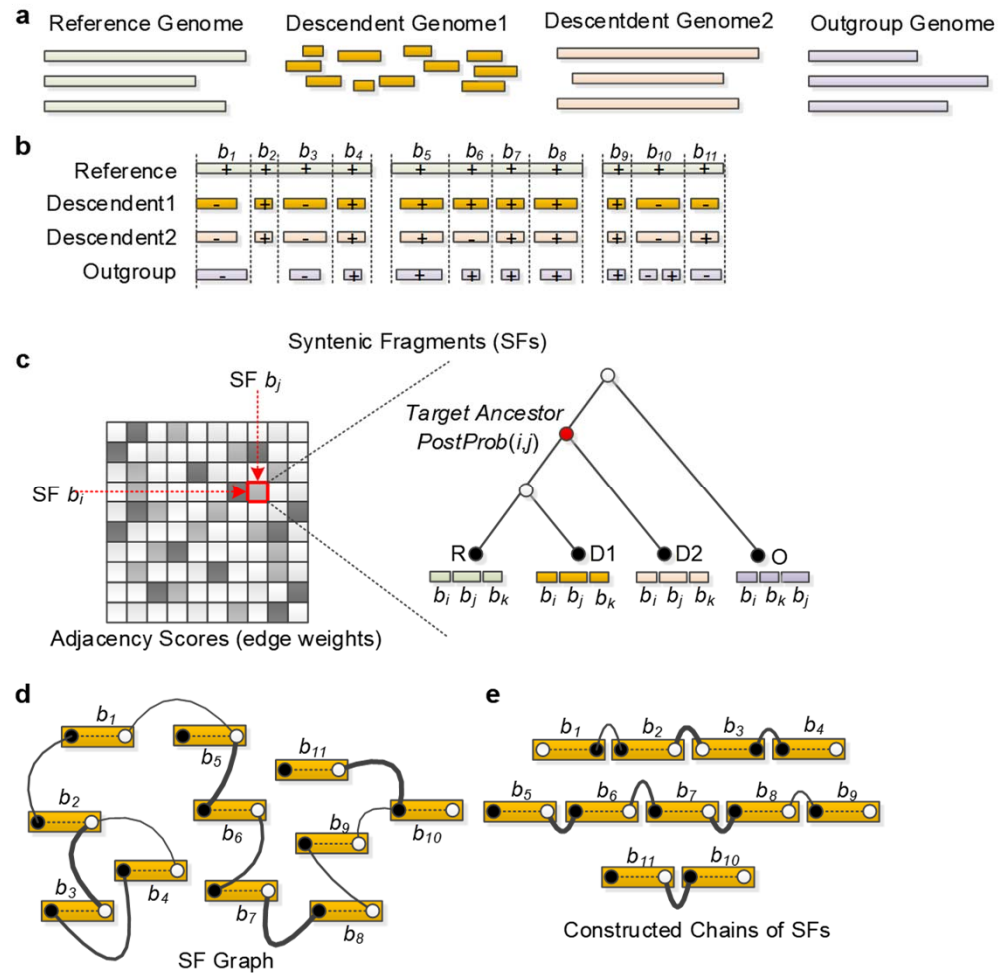 a
Reference Genome
Descendent Genome1
Descentdent Genome2
Outgroup Genome
b
b1 b2 b3 b4 b5 b6 b7 b8 b9 b10 b11
Reference + + + + + + + + + + +
Descendent1 - + - + + + + + + - -
Descendent2 - + - + + - + + + - +
Outgroup - - + + + + + + - + -
Syntenic Fragments (SFs)
c
SF bj
Target Ancestor
PostProb(i,j)
SF bi
R D1 D2 O
bi bj bk bi bj bk bi bj bk bi bk bj
Adjacency Scores (edge weights)
d
b1
b5
b11
b2
b6
b9
b10
b3
b4
b7
b8
SF Graph
e
b1 b2 b3 b4
b5 b6 b7 b8 b9
b11 b10
Constructed Chains of SFs